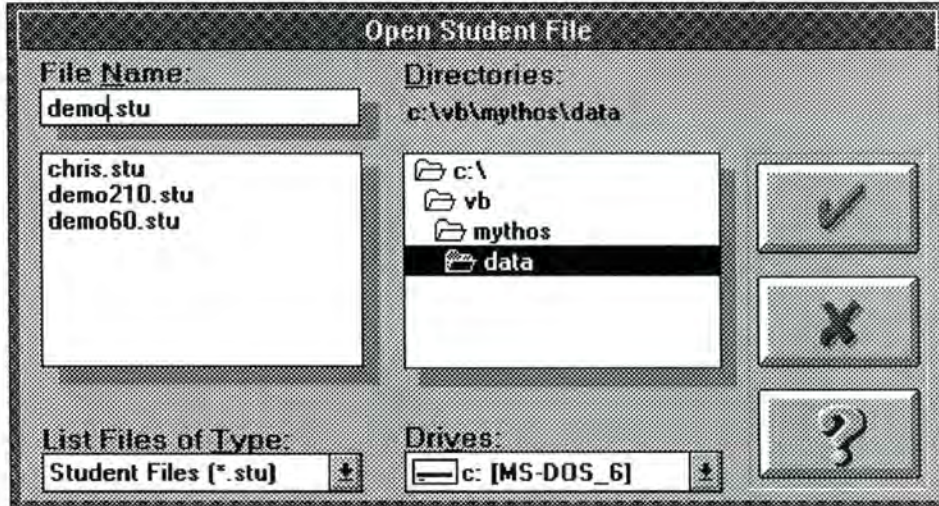 Open Student File
File Name:
demo.stu
chris.stu
demo210.stu
demo60.stu
List Files of Type:
Student Files (*.stu)
Directories:
c:\vb\mythos\data
c:\
vb
mythos
data
Drives:
c: [MS-DOS_6]